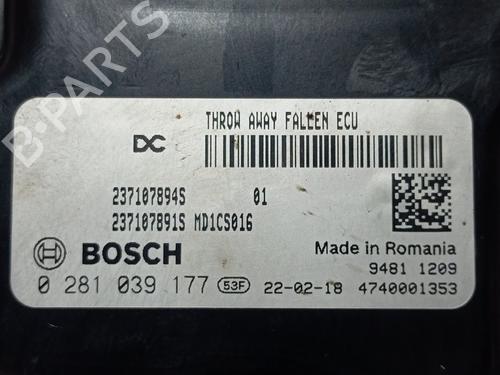 THROW AWAY FALLEN ECU
DC
237107894S 01
237107891S MD1CS016
BOSCH
Made in Romania
9481 1209
0 281 039 177 53F 22-02-18 4740001353
B-PARTS